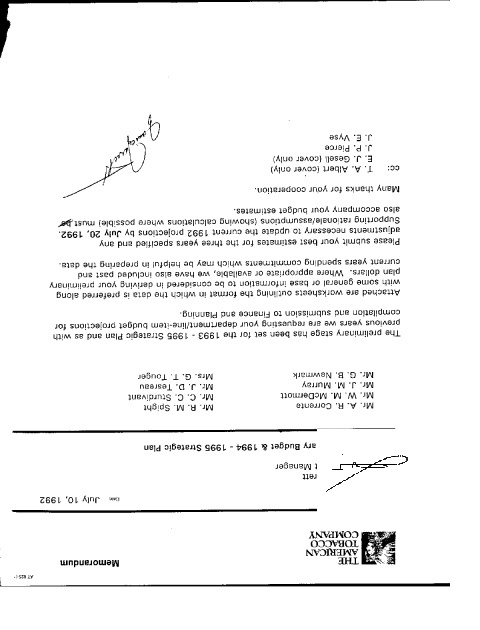 AT 825-1
Memorandum
THE
AMERICAN
TOBACCO
COMPANY
Date July 10, 1992
rett
t Manager
ary Budget & 1994 - 1995 Strategic Plan
Mr. A. R. Corrente Mr. R. M. Spight
Mr. W. M. McDermott Mr. C. C. Sturdivant
Mr. J. M. Murray Mr. J. D. Tesreau
Mr. G. B. Newmark Mrs. G. T. Touger
The preliminary stage has been set for the 1993 - 1995 Strategic Plan and as with
previous years we are requesting your department/line-item budget projections for
compilation and submission to Finance and Planning.
Attached are worksheets outlining the format in which the data is preferred along
with some general or base information to be considered in deriving your preliminary
plan dollars. Where appropriate or available, we have also included past and
current years spending commitments which may be helpful in preparing the data.
Please submit your best estimates for the three years specified and any
adjustments necessary to update the current 1992 projections by July 20, 1992.
Supporting rationale/assumptions (showing calculations where possible) must
also accompany your budget estimates.
Many thanks for your cooperation.
cc: T. A. Albert (cover only)
E. J. Gesell (cover only)
J. P. Pierce
J. E. Vyse